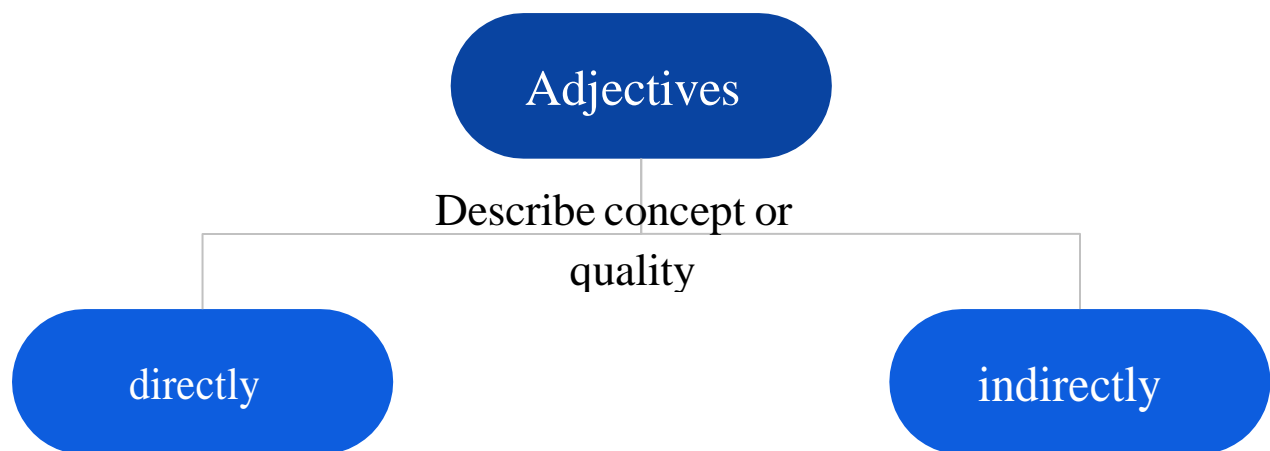 Adjectives
Describe concept or
quality
directly
indirectly